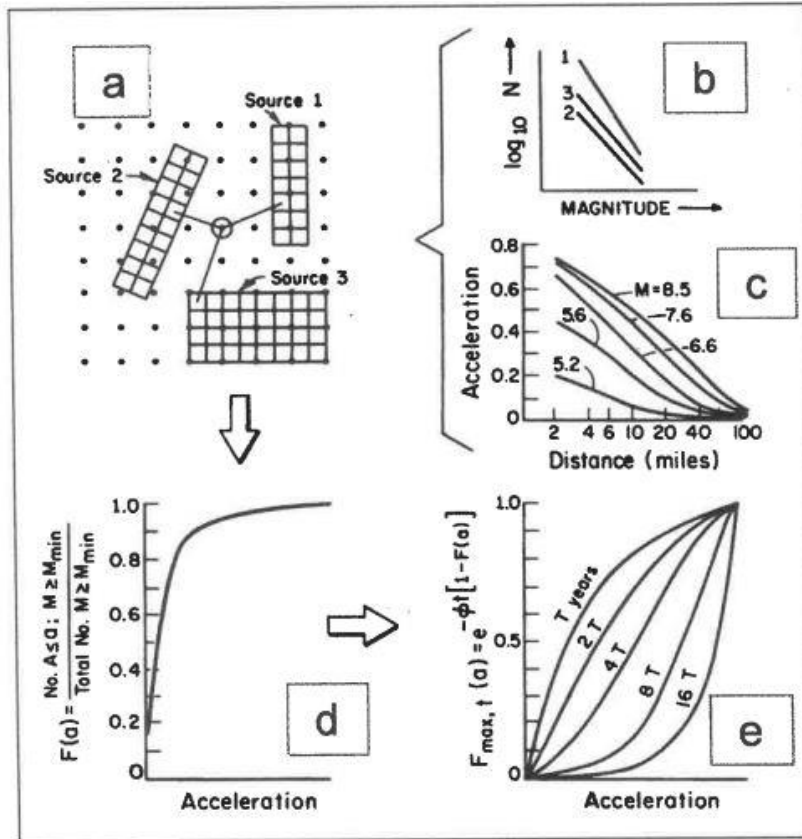 a
Source 1
Source 2
Source 3
b
log10 N
1
3
2
MAGNITUDE
c
Acceleration
0.8
0.6
0.4
0.2
0
M=8.5
7.6
6.6
5.6
5.2
2 4 6 10 20 40 100
Distance (miles)
d
F(a) = No. A≤a; M≥Mmin / Total No. M≥Mmin
1.0
0.8
0.6
0.4
0.2
0
Acceleration
e
Fmax, t (a) = e^-ϕt[1-F(a)]
1.0
0.5
0
T years
2 T
4 T
8 T
16 T
Acceleration